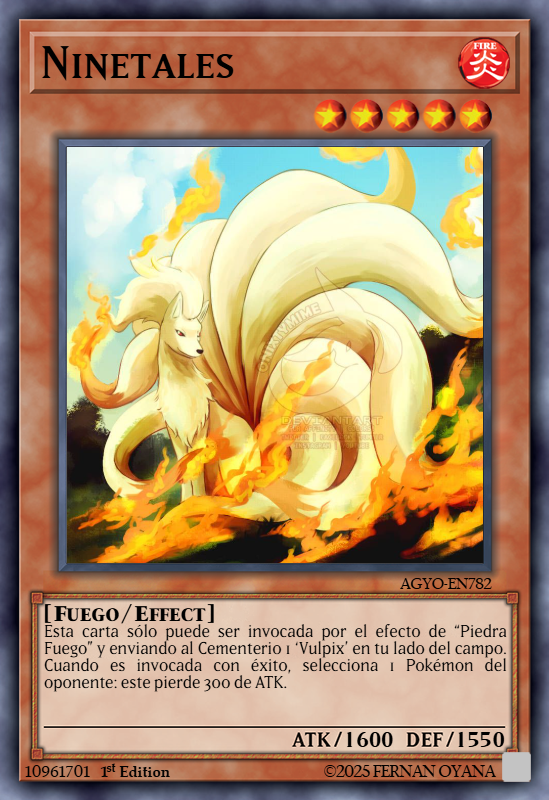 Ninetales
FIRE
炎
ONIXLYMIME
DEVIANTART
AGYO-EN782
[Fuego/Effect]
Esta carta sólo puede ser invocada por el efecto de “Piedra
Fuego” y enviando al Cementerio 1 ‘Vulpix’ en tu lado del campo.
Cuando es invocada con éxito, selecciona 1 Pokémon del
oponente: este pierde 300 de ATK.
ATK/1600 DEF/1550
10961701 1st Edition ©2025 FERNAN OYANA